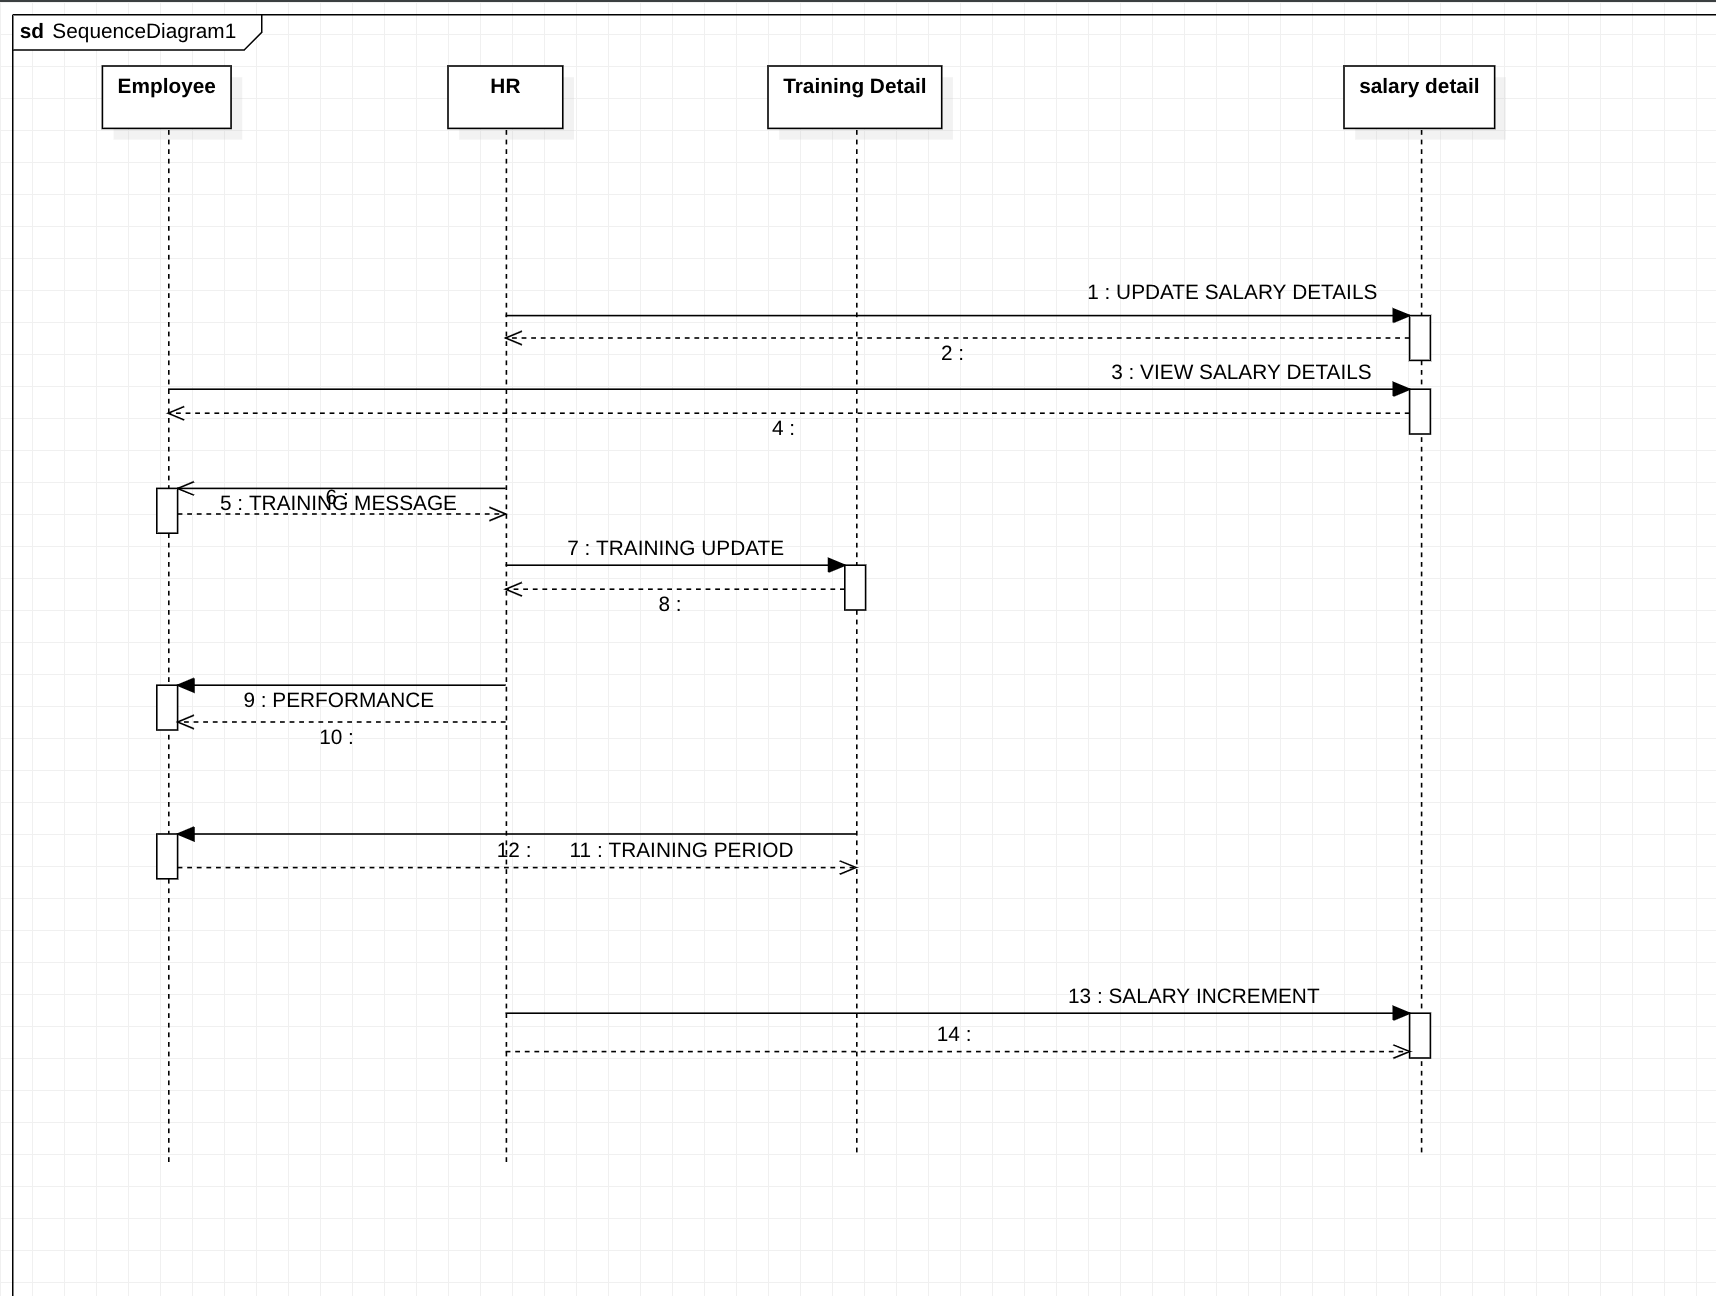 sd SequenceDiagram1
Employee
HR
Training Detail
salary detail
1 : UPDATE SALARY DETAILS
2 :
3 : VIEW SALARY DETAILS
4 :
6 :
5 : TRAINING MESSAGE
7 : TRAINING UPDATE
8 :
9 : PERFORMANCE
10 :
12 :
11 : TRAINING PERIOD
13 : SALARY INCREMENT
14 :